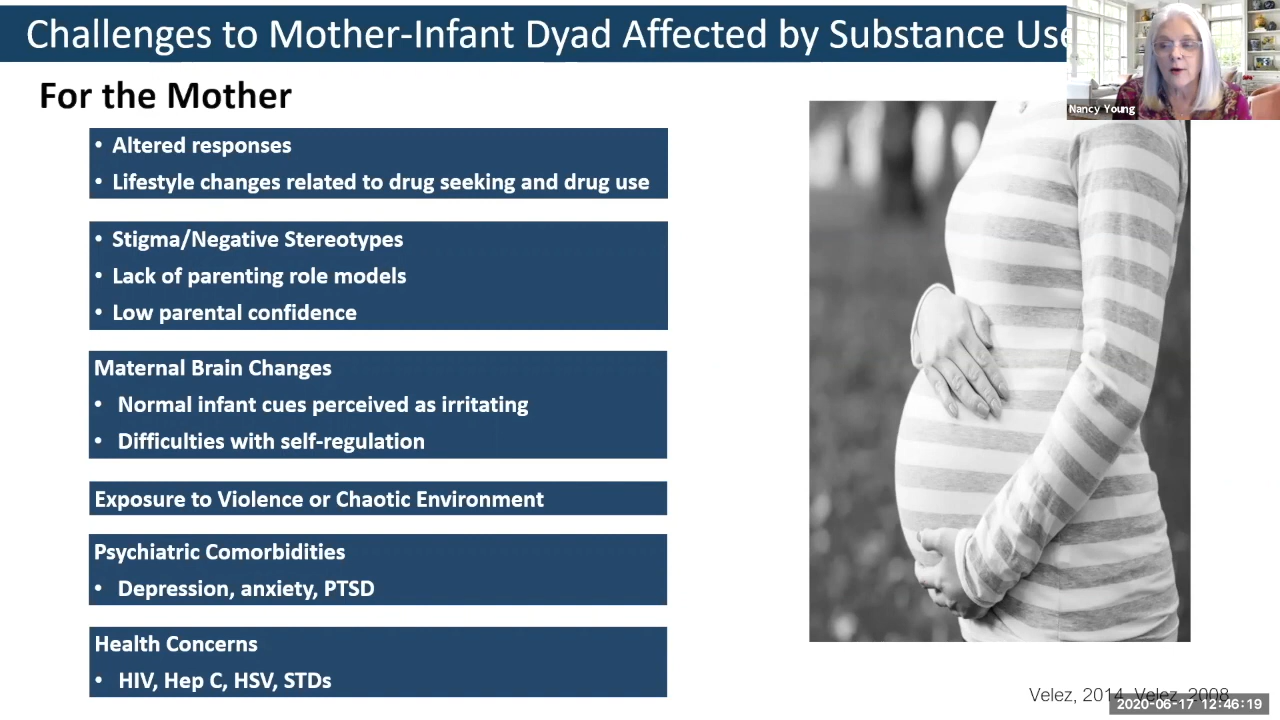 Challenges to Mother-Infant Dyad Affected by Substance Use
Nancy Young
For the Mother
• Altered responses
• Lifestyle changes related to drug seeking and drug use
• Stigma/Negative Stereotypes
• Lack of parenting role models
• Low parental confidence
Maternal Brain Changes
• Normal infant cues perceived as irritating
• Difficulties with self-regulation
Exposure to Violence or Chaotic Environment
Psychiatric Comorbidities
• Depression, anxiety, PTSD
Health Concerns
• HIV, Hep C, HSV, STDs
Velez, 2014, Velez, 2008
2020-06-17 12:46:19